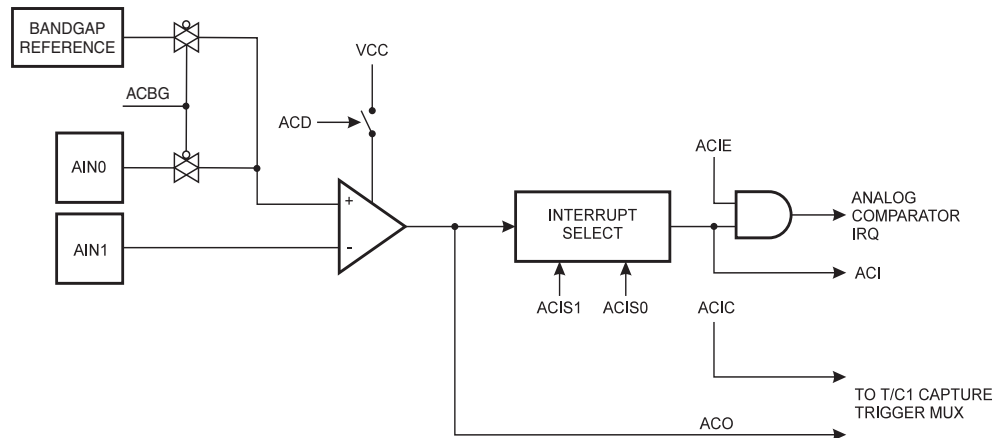 BANDGAP
REFERENCE
VCC
ACBG
ACD
AIN0
ACIE
+
INTERRUPT
SELECT
ANALOG
COMPARATOR
IRQ
AIN1
-
ACI
ACIS1
ACIS0
ACIC
TO T/C1 CAPTURE
TRIGGER MUX
ACO